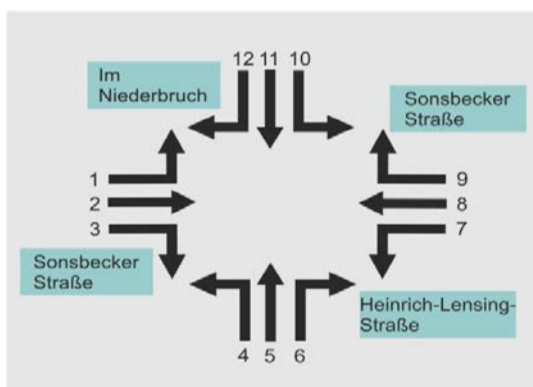 12 11 10
Im
Niederbruch
Sonsbecker
Straße
1
2
3
9
8
7
Sonsbecker
Straße
Heinrich-Lensing-
Straße
4 5 6